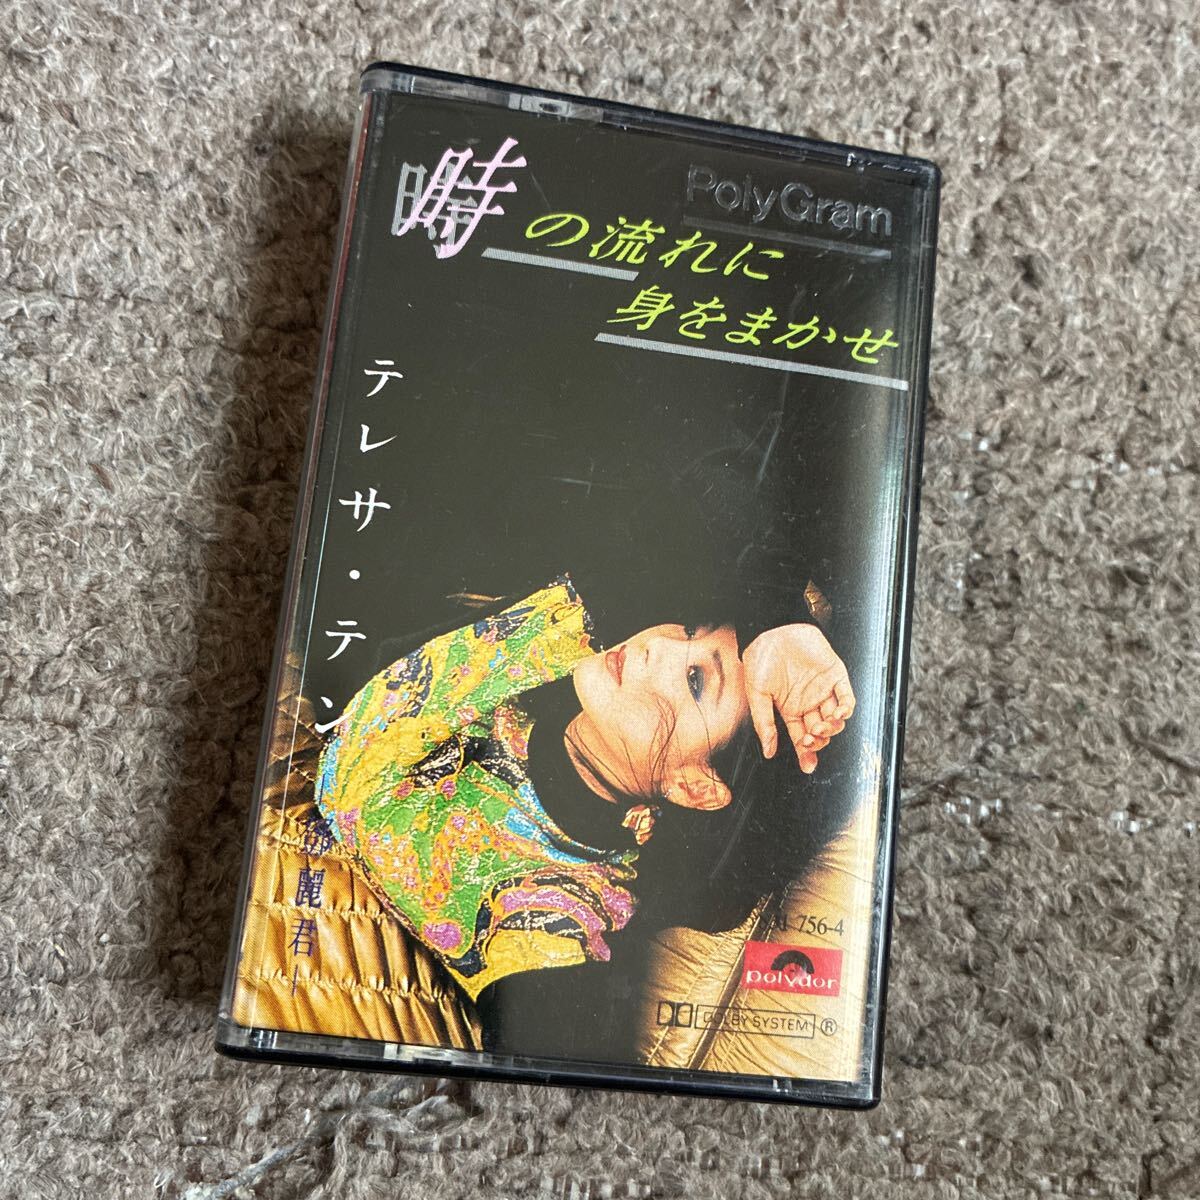 時の流れに
身をまかせ
PolyGram
テレサ・テン
鄧麗君
756-4
polydor
DOLBY SYSTEM ®